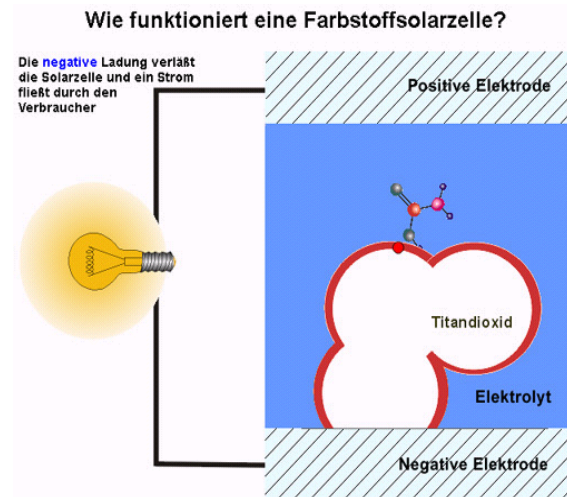 Wie funktioniert eine Farbstoffsolarzelle?
Die negative Ladung verläßt
die Solarzelle und ein Strom
fließt durch den
Verbraucher
Positive Elektrode
Titandioxid
Elektrolyt
Negative Elektrode